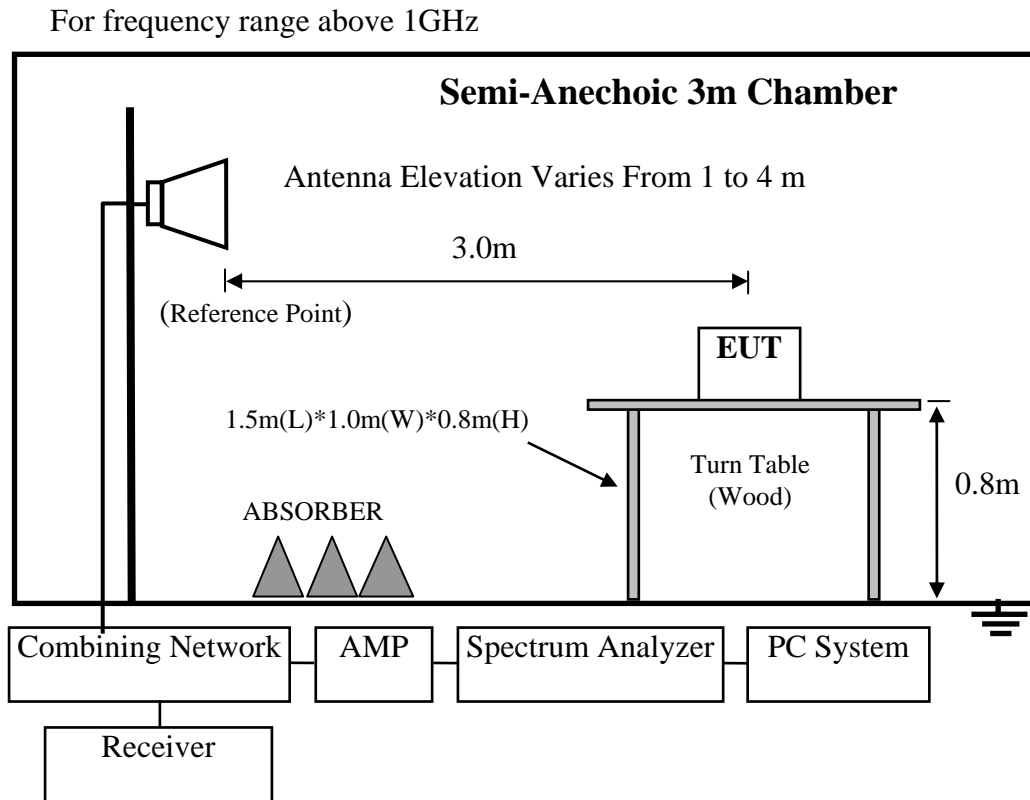 For frequency range above 1GHz
Semi-Anechoic 3m Chamber
Antenna Elevation Varies From 1 to 4 m
3.0m
(Reference Point)
EUT
1.5m(L)*1.0m(W)*0.8m(H)
Turn Table
(Wood)
0.8m
ABSORBER
Combining Network
AMP
Spectrum Analyzer
PC System
Receiver